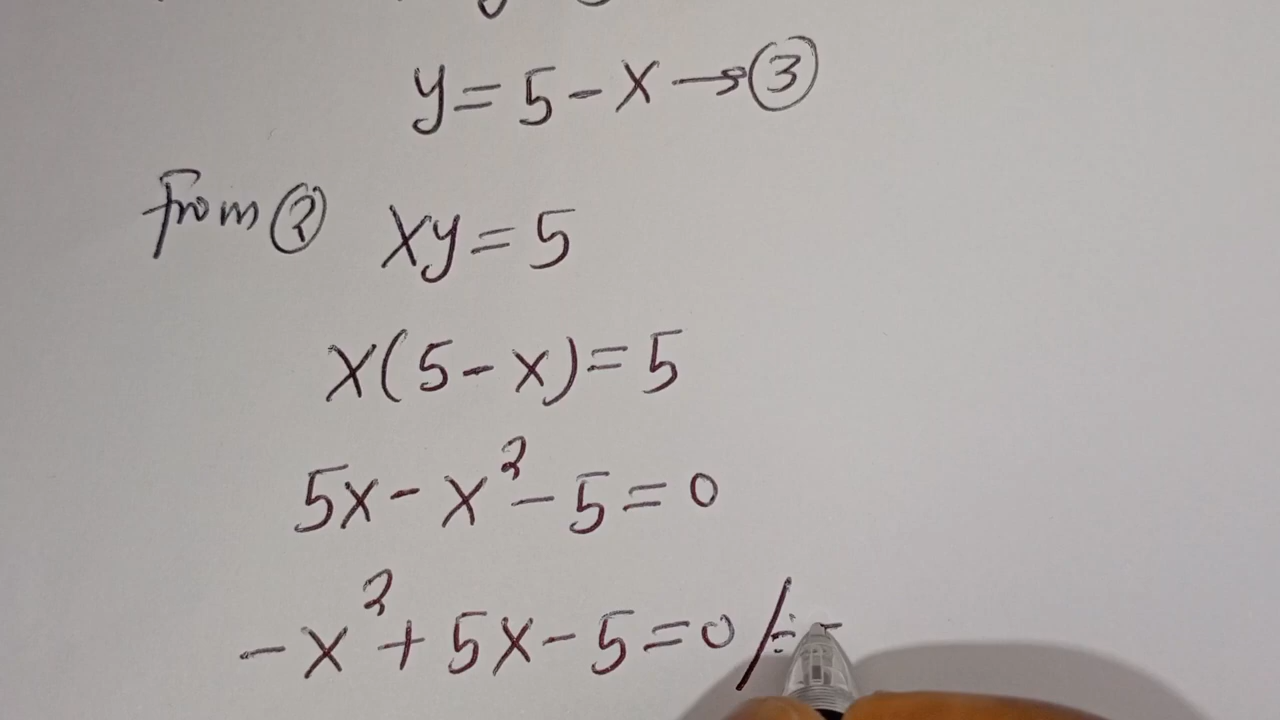 y = 5 - x → ③
From ② xy = 5
x(5 - x) = 5
5x - x² - 5 = 0
-x² + 5x - 5 = 0 / ÷ -